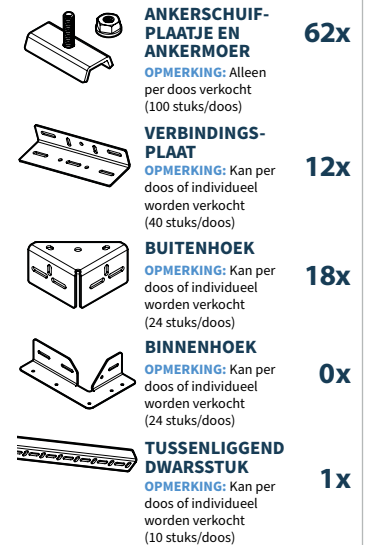 ANKERSCHUIF-
PLAATJE EN
ANKERMOER
62x
OPMERKING: Alleen
per doos verkocht
(100 stuks/doos)
VERBINDINGS-
PLAAT
12x
OPMERKING: Kan per
doos of individueel
worden verkocht
(40 stuks/doos)
BUITENHOEK
18x
OPMERKING: Kan per
doos of individueel
worden verkocht
(24 stuks/doos)
BINNENHOEK
0x
OPMERKING: Kan per
doos of individueel
worden verkocht
(24 stuks/doos)
TUSSENLIGGEND
DWARSSTUK
1x
OPMERKING: Kan per
doos of individueel
worden verkocht
(10 stuks/doos)